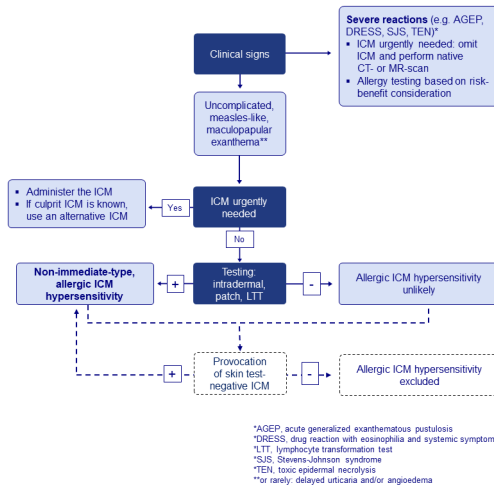 Clinical signs
Severe reactions (e.g. AGEP,
DRESS, SJS, TEN)*
▪ ICM urgently needed: omit
ICM and perform native
CT- or MR-scan
▪ Allergy testing based on risk-
benefit consideration
Uncomplicated,
measles-like,
maculopapular
exanthema**
▪ Administer the ICM
▪ If culprit ICM is known,
use an alternative ICM
Yes
ICM urgently
needed
No
Non-immediate-type,
allergic ICM
hypersensitivity
+
Testing:
intradermal,
patch, LTT
-
Allergic ICM hypersensitivity
unlikely
+
Provocation
of skin test-
negative ICM
-
Allergic ICM hypersensitivity
excluded
*AGEP, acute generalized exanthematous pustulosis
*DRESS, drug reaction with eosinophilia and systemic symptom
*LTT, lymphocyte transformation test
*SJS, Stevens-Johnson syndrome
*TEN, toxic epidermal necrolysis
**or rarely: delayed urticaria and/or angioedema